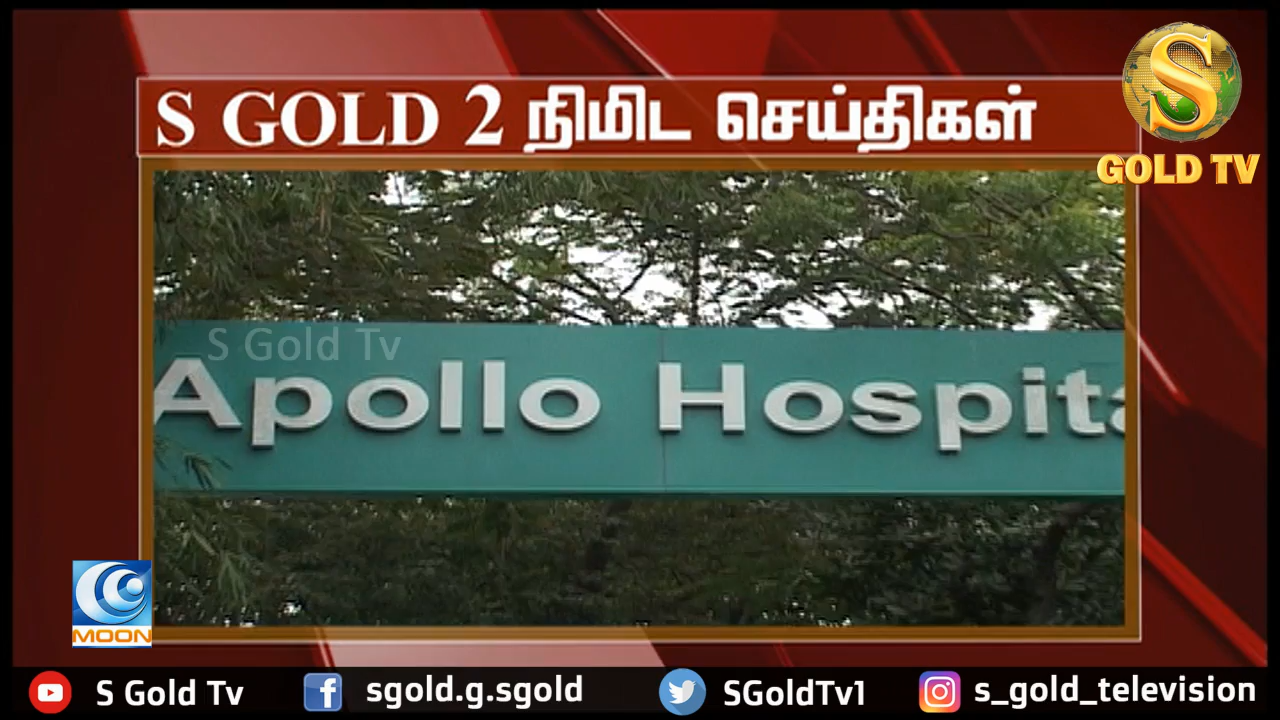 S GOLD 2 நிமிட செய்திகள்
S
GOLD TV
S Gold Tv
Apollo Hospita
MOON
S Gold Tv
sgold.g.sgold
SGoldTv1
s_gold_television